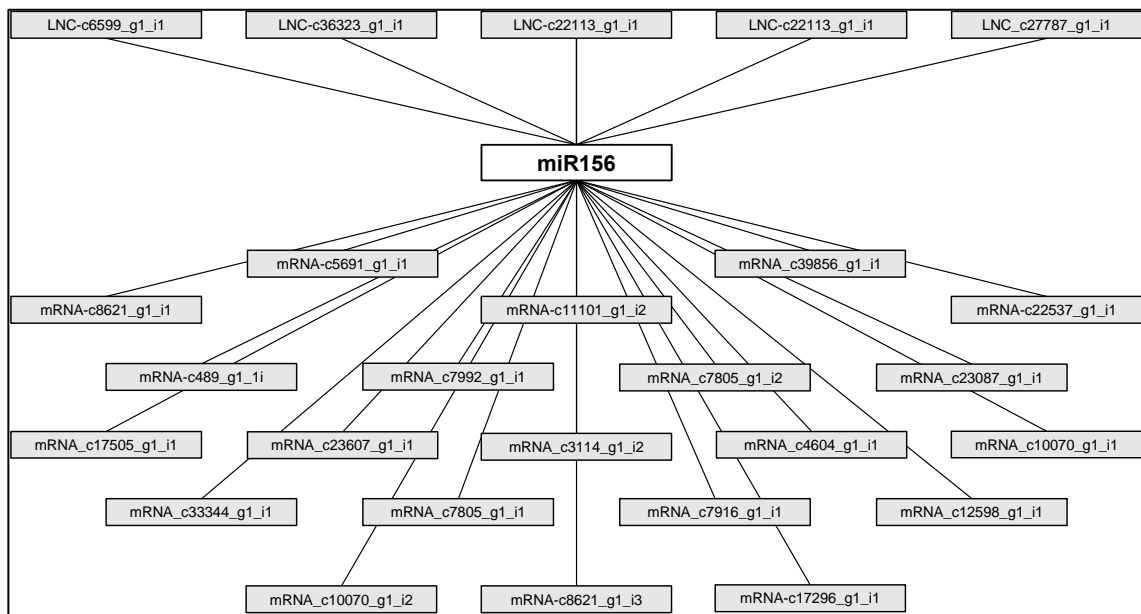 LNC-c6599_g1_i1
LNC-c36323_g1_i1
LNC-c22113_g1_i1
LNC-c22113_g1_i1
LNC_c27787_g1_i1
miR156
mRNA-c5691_g1_i1
mRNA_c39856_g1_i1
mRNA-c8621_g1_i1
mRNA-c11101_g1_i2
mRNA-c22537_g1_i1
mRNA-c489_g1_1i
mRNA_c7992_g1_i1
mRNA_c7805_g1_i2
mRNA_c23087_g1_i1
mRNA_c17505_g1_i1
mRNA_c23607_g1_i1
mRNA_c3114_g1_i2
mRNA_c4604_g1_i1
mRNA_c10070_g1_i1
mRNA_c33344_g1_i1
mRNA_c7805_g1_i1
mRNA_c7916_g1_i1
mRNA_c12598_g1_i1
mRNA_c10070_g1_i2
mRNA-c8621_g1_i3
mRNA-c17296_g1_i1